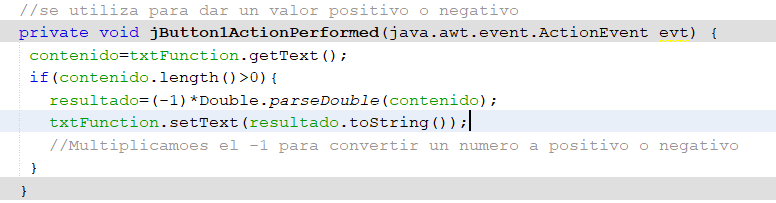 //se utiliza para dar un valor positivo o negativo
private void jButton1ActionPerformed(java.awt.event.ActionEvent evt) {
contenido=txtFunction.getText();
if(contenido.length()>0){
resultado=(-1)*Double.parseDouble(contenido);
txtFunction.setText(resultado.toString());
//Multiplicamoes el -1 para convertir un numero a positivo o negativo
}
}